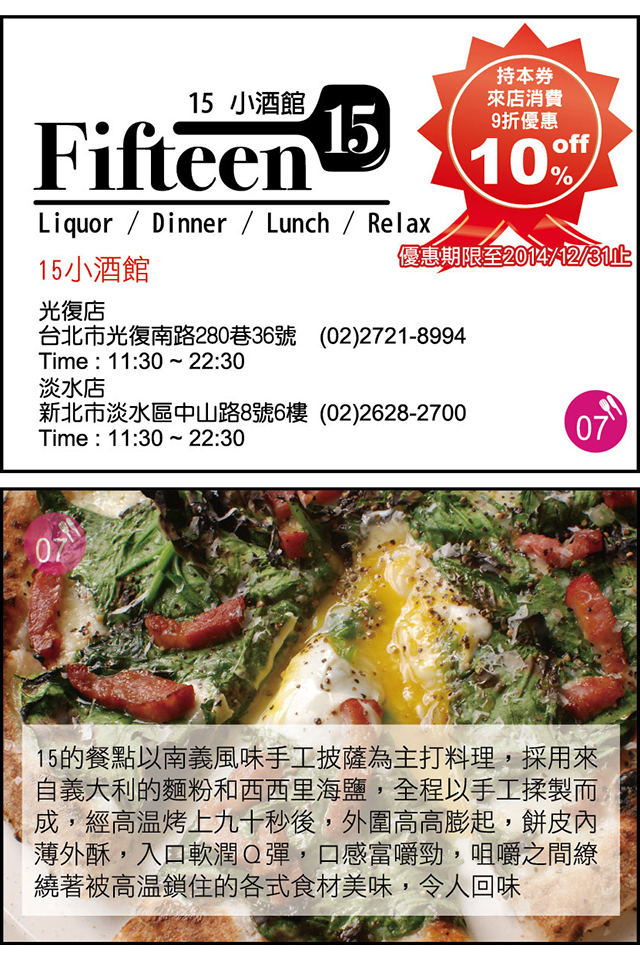 15 小酒館
Fifteen 15
Liquor / Dinner / Lunch / Relax
持本券
來店消費
9折優惠
10% off
優惠期限至2014/12/31止
15小酒館
光復店
台北市光復南路280巷36號 (02)2721-8994
Time : 11:30 ~ 22:30
淡水店
新北市淡水區中山路8號6樓 (02)2628-2700
Time : 11:30 ~ 22:30
07
07
15的餐點以南義風味手工披薩為主打料理，採用來
自義大利的麵粉和西西里海鹽，全程以手工揉製而
成，經高温烤上九十秒後，外圍高高膨起，餅皮內
薄外酥，入口軟潤Ｑ彈，口感富嚼勁，咀嚼之間繚
繞著被高温鎖住的各式食材美味，令人回味